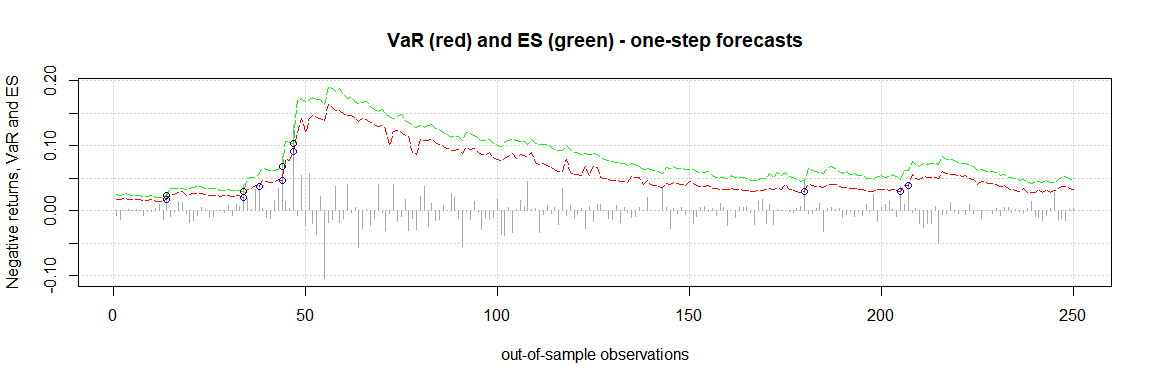 VaR (red) and ES (green) - one-step forecasts
Negative returns, VaR and ES
0.20
0.10
0.00
-0.10
0 50 100 150 200 250
out-of-sample observations